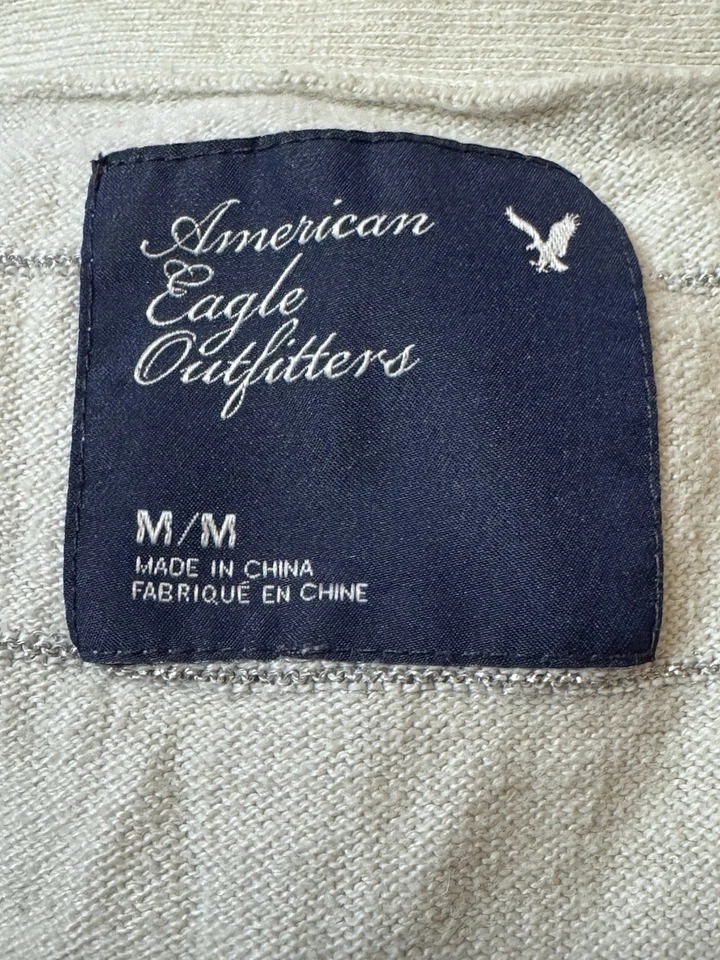 American
Eagle
Outfitters
M/M
MADE IN CHINA
FABRIQUÉ EN CHINE